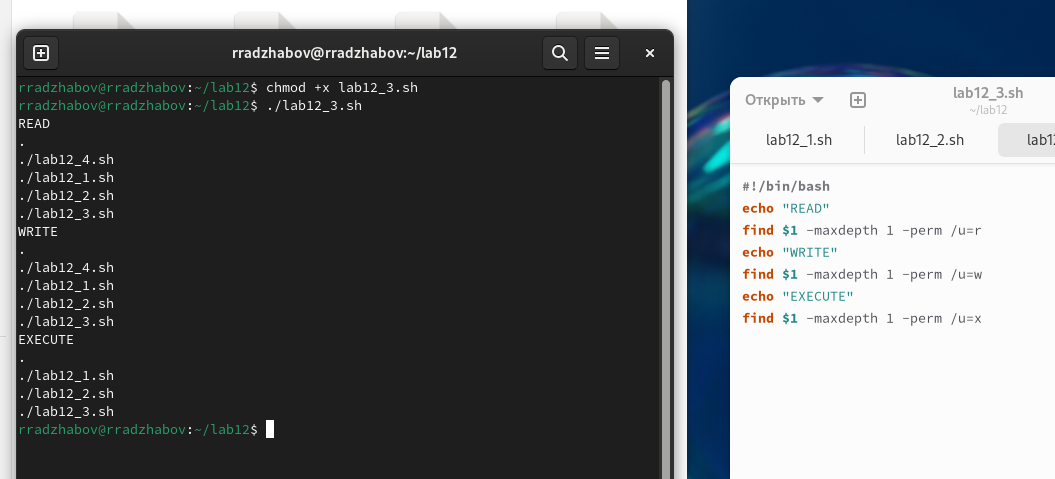 rradzhabov@rradzhabov:~/lab12
rradzhabov@rradzhabov:~/lab12$ chmod +x lab12_3.sh
rradzhabov@rradzhabov:~/lab12$ ./lab12_3.sh
READ
.
./lab12_4.sh
./lab12_1.sh
./lab12_2.sh
./lab12_3.sh
WRITE
.
./lab12_4.sh
./lab12_1.sh
./lab12_2.sh
./lab12_3.sh
EXECUTE
.
./lab12_1.sh
./lab12_2.sh
./lab12_3.sh
rradzhabov@rradzhabov:~/lab12$
Открыть
lab12_3.sh
~/lab12
lab12_1.sh
lab12_2.sh
lab12
#!/bin/bash
echo "READ"
find $1 -maxdepth 1 -perm /u=r
echo "WRITE"
find $1 -maxdepth 1 -perm /u=w
echo "EXECUTE"
find $1 -maxdepth 1 -perm /u=x